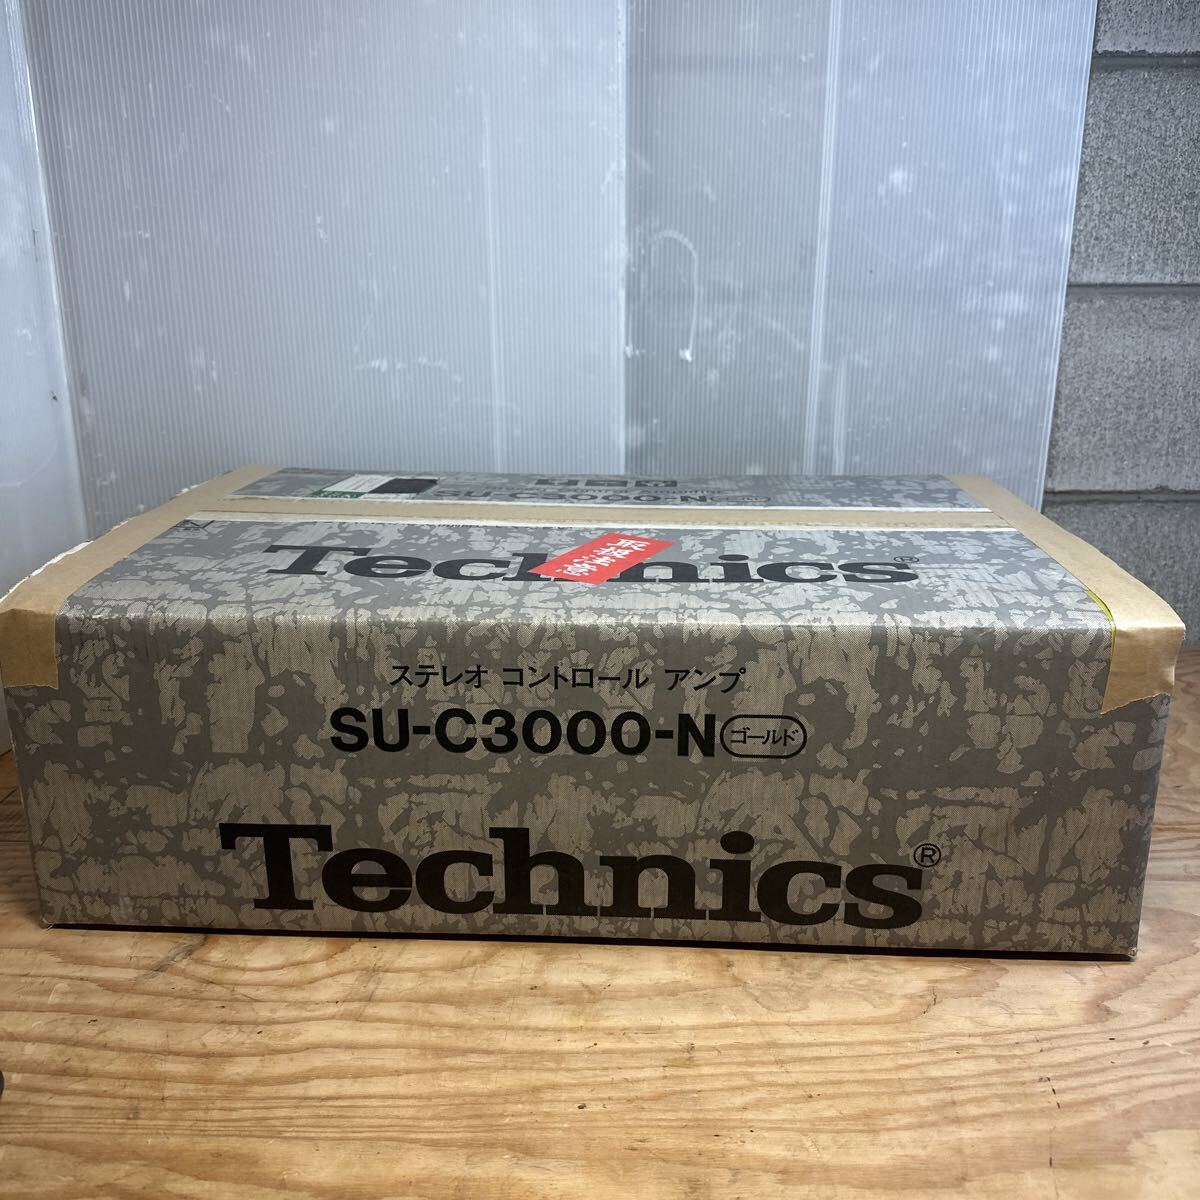 SU-C3000-N
Technics®
ステレオ コントロール アンプ
SU-C3000-N ゴールド
Technics®